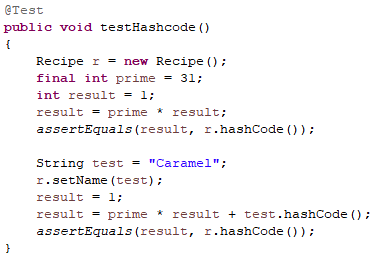 @Test
public void testHashcode()
{
    Recipe r = new Recipe();
    final int prime = 31;
    int result = 1;
    result = prime * result;
    assertEquals(result, r.hashCode());

    String test = "Caramel";
    r.setName(test);
    result = 1;
    result = prime * result + test.hashCode();
    assertEquals(result, r.hashCode());
}